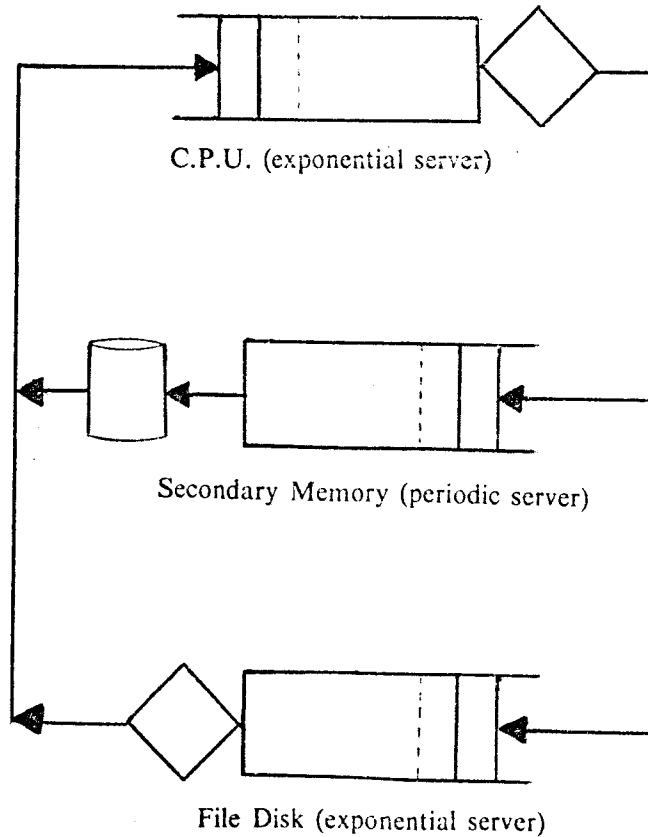 C.P.U. (exponential server)
Secondary Memory (periodic server)
File Disk (exponential server)